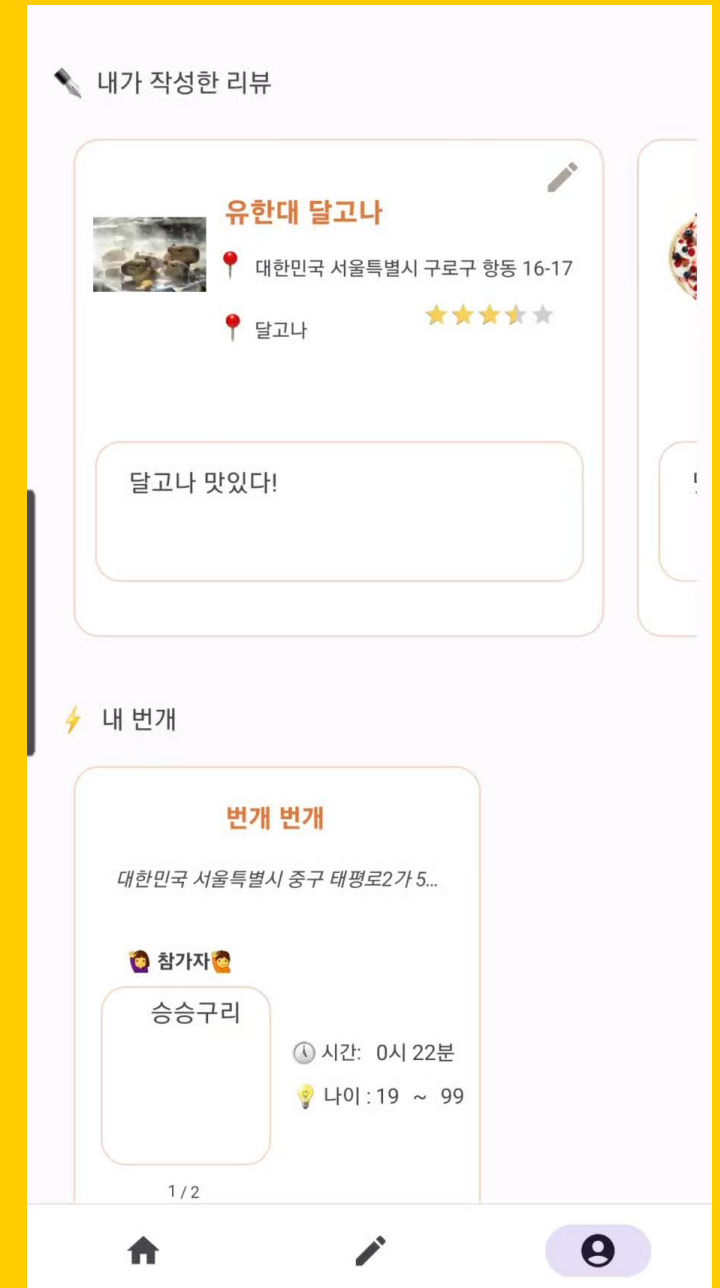 내가 작성한 리뷰
유한대 달고나
대한민국 서울특별시 구로구 항동 16-17
달고나
달고나 맛있다!
내 번개
번개 번개
대한민국 서울특별시 중구 태평로2가 5...
참가자
승승구리
시간: 0시 22분
나이 : 19 ~ 99
1 / 2